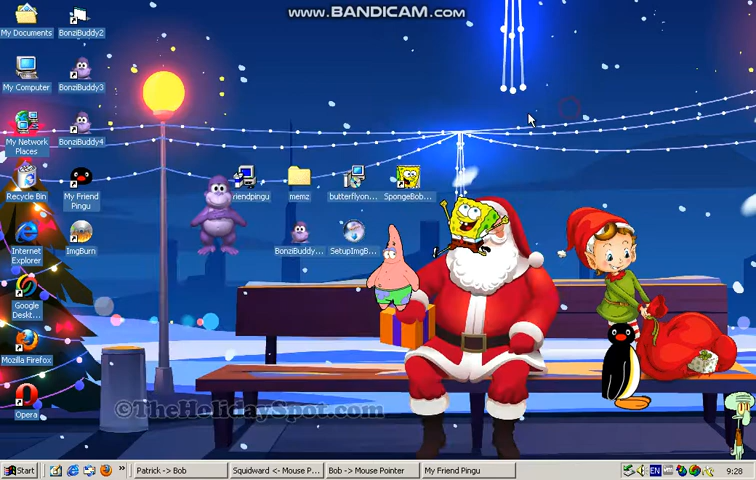 www.BANDICAM.com
My Documents
BonziBuddy2
My Computer
BonziBuddy3
My Network Places
BonziBuddy4
Recycle Bin
My Friend Pingu
riendpingu
memz
butterflyon...
SpongeBob...
Internet Explorer
ImgBurn
BonziBuddy...
SetupImgB...
Google Deskt...
Mozilla Firefox
Opera
©TheHolidaySpot.com
Start
»
Patrick -> Bob
Squidward <- Mouse P...
Bob -> Mouse Pointer
My Friend Pingu
EN
9:28